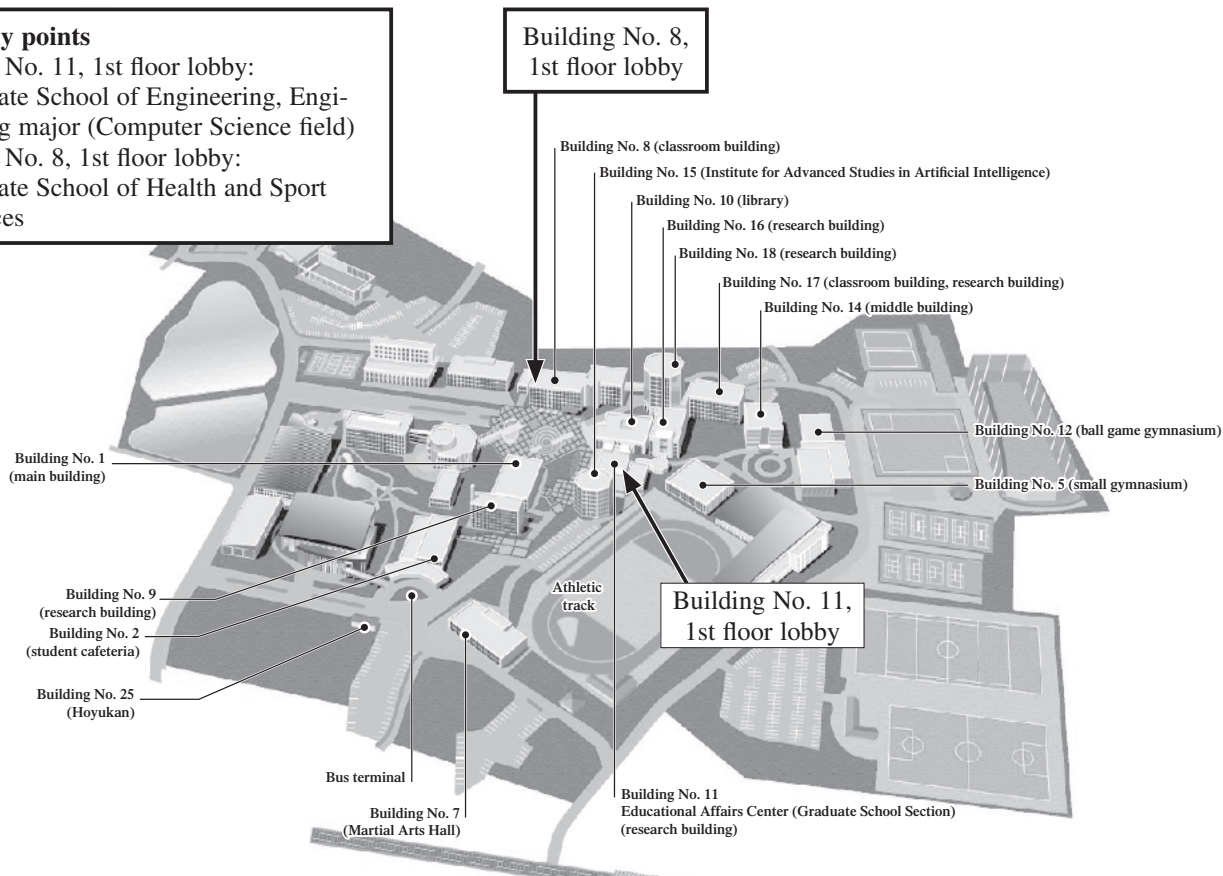 y points
No. 11, 1st floor lobby:
ate School of Engineering, Engi-
g major (Computer Science field)
No. 8, 1st floor lobby:
ate School of Health and Sport
ces
Building No. 8,
1st floor lobby
Building No. 8 (classroom building)
Building No. 15 (Institute for Advanced Studies in Artificial Intelligence)
Building No. 10 (library)
Building No. 16 (research building)
Building No. 18 (research building)
Building No. 17 (classroom building, research building)
Building No. 14 (middle building)
Building No. 12 (ball game gymnasium)
Building No. 1
(main building)
Building No. 5 (small gymnasium)
Building No. 9
(research building)
Athletic
track
Building No. 11,
1st floor lobby
Building No. 2
(student cafeteria)
Building No. 25
(Hoyukan)
Bus terminal
Building No. 7
(Martial Arts Hall)
Building No. 11
Educational Affairs Center (Graduate School Section)
(research building)